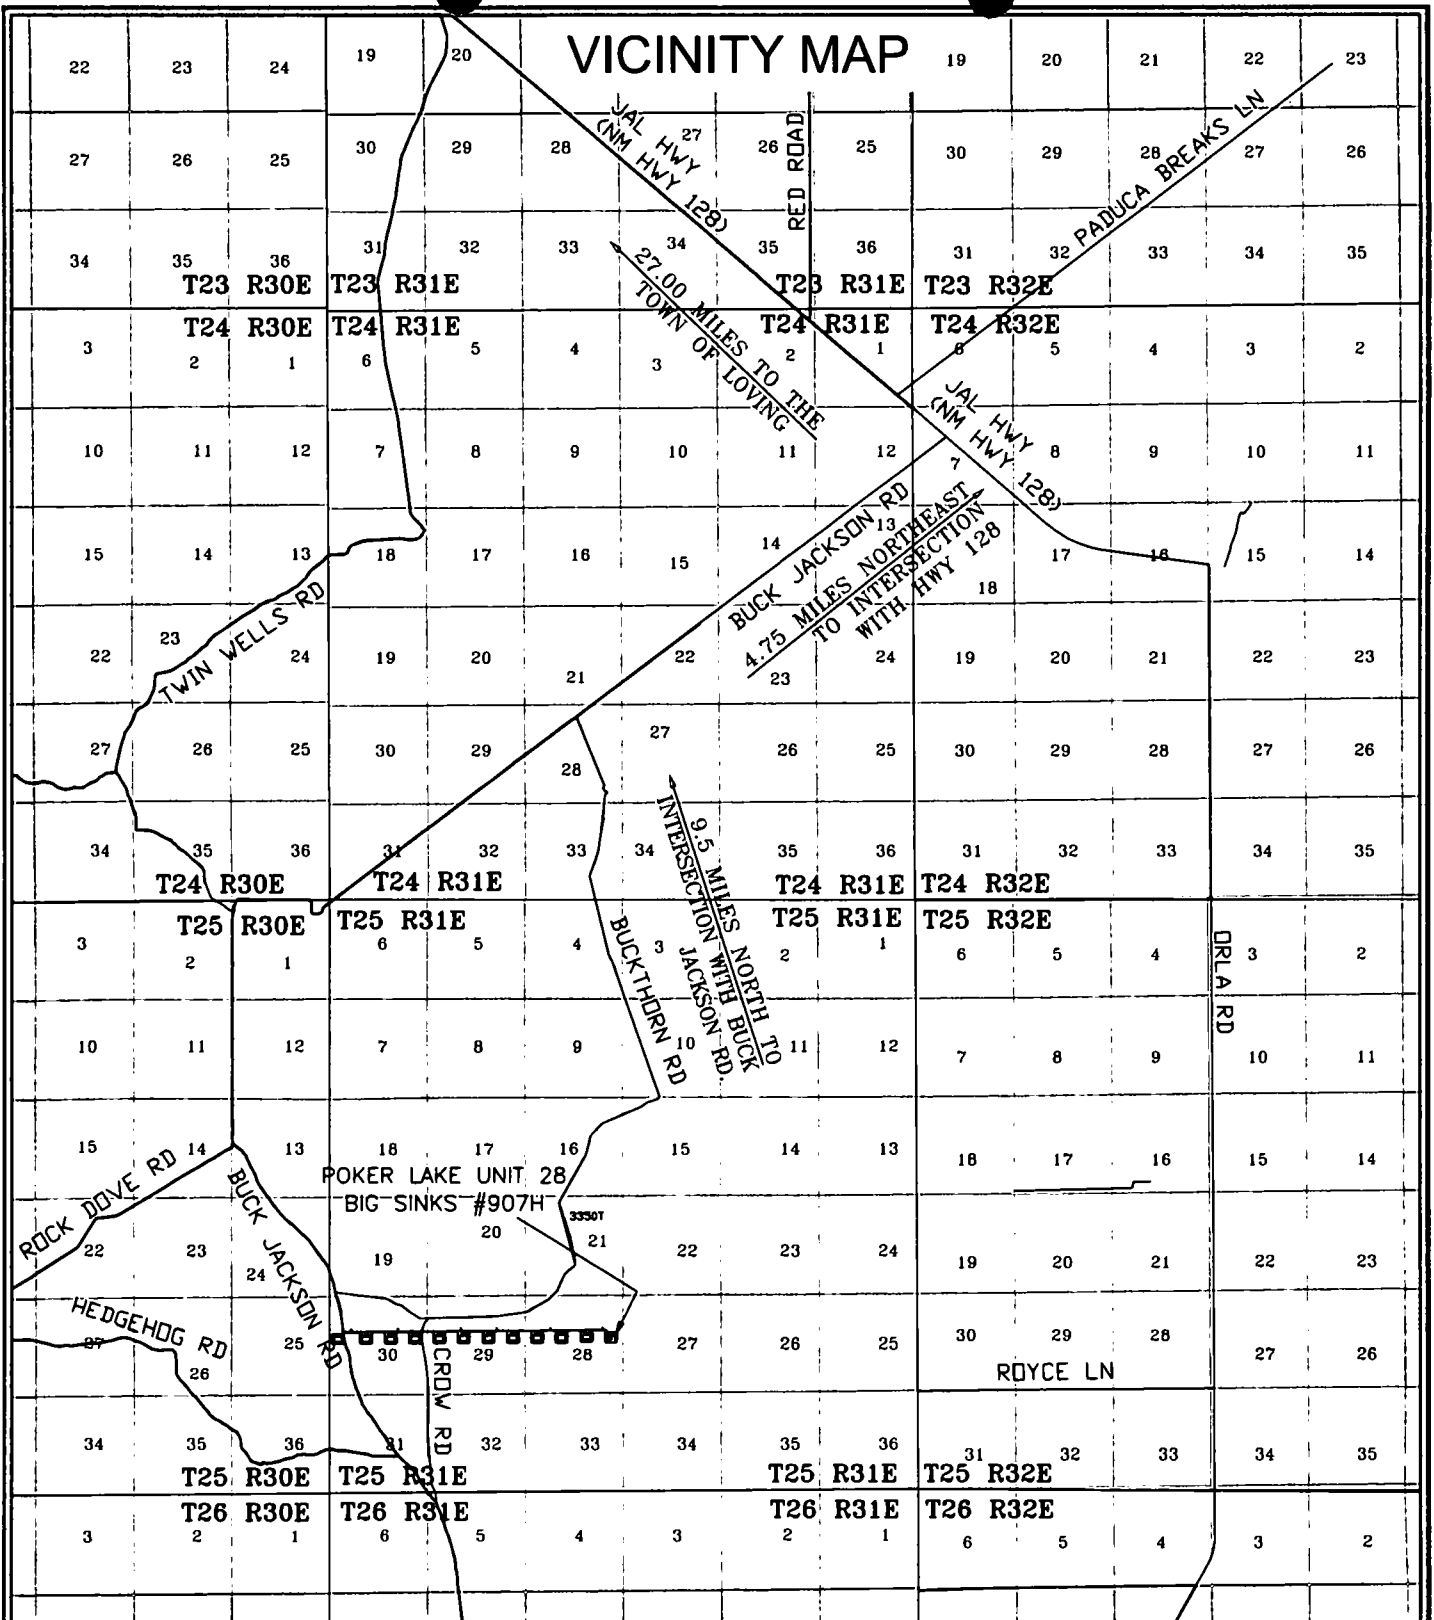 VICINITY MAP
22 23 24 19 20 19 20 21 22 23
JAL HWY
(NM HWY 128)
RED ROAD
PADUCA BREAKS LN
27 26 25 30 29 28 27 26 25 30 29 28 27 26
34 35 36 31 32 33 34 35 36 31 32 33 34 35
T23 R30E T23 R31E T23 R31E T23 R32E
27.00 MILES TO THE
TOWN OF LOVING
T24 R30E T24 R31E T24 R31E T24 R32E
3 2 1 6 5 4 3 2 1 6 5 4 3 2
JAL HWY
(NM HWY 128)
10 11 12 7 8 9 10 11 12 7 8 9 10 11
BUCK JACKSON RD
4.75 MILES NORTHEAST
TO INTERSECTION
WITH HWY 128
15 14 13 18 17 16 15 14 13 18 17 16 15 14
TWIN WELLS RD
22 23 24 19 20 21 22 23 24 19 20 21 22 23
27 26 25 30 29 28 27 26 25 30 29 28 27 26
9.5 MILES NORTH TO
INTERSECTION WITH BUCK
JACKSON RD.
34 35 36 31 32 33 34 35 36 31 32 33 34 35
T24 R30E T24 R31E T24 R31E T24 R32E
T25 R30E T25 R31E T25 R31E T25 R32E
3 2 1 6 5 4 3 2 1 6 5 4 3 2
BUCKTHORN RD
ORLA RD
10 11 12 7 8 9 10 11 12 7 8 9 10 11
15 14 13 18 17 16 15 14 13 18 17 16 15 14
ROCK DOVE RD
BUCK JACKSON RD
POKER LAKE UNIT 28
BIG SINKS #907H
3350T
22 23 24 19 20 21 22 23 24 19 20 21 22 23
HEDGEHOG RD
27 26 25 30 29 28 27 26 25 30 29 28 27 26
CROW RD
ROYCE LN
34 35 36 31 32 33 34 35 36 31 32 33 34 35
T25 R30E T25 R31E T25 R31E T25 R32E
T26 R30E T26 R31E T26 R31E T26 R32E
3 2 1 6 5 4 3 2 1 6 5 4 3 2